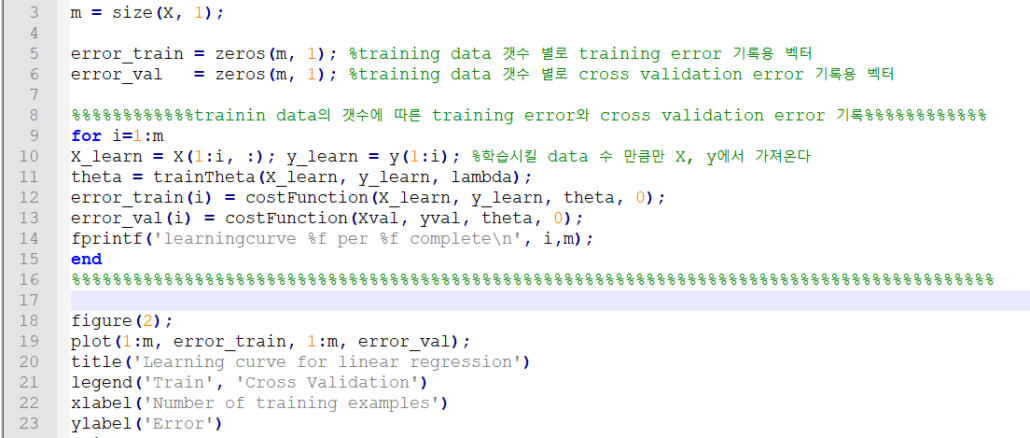 3 m = size(X, 1);
4
5 error_train = zeros(m, 1); %training data 갯수 별로 training error 기록용 벡터
6 error_val   = zeros(m, 1); %training data 갯수 별로 cross validation error 기록용 벡터
7
8 %%%%%%%%%%%%trainin data의 갯수에 따른 training error와 cross validation error 기록%%%%%%%%%%%%
9 for i=1:m
10 X_learn = X(1:i, :); y_learn = y(1:i); %학습시킬 data 수 만큼만 X, y에서 가져온다
11 theta = trainTheta(X_learn, y_learn, lambda);
12 error_train(i) = costFunction(X_learn, y_learn, theta, 0);
13 error_val(i) = costFunction(Xval, yval, theta, 0);
14 fprintf('learningcurve %f per %f complete\n', i,m);
15 end
16 %%%%%%%%%%%%%%%%%%%%%%%%%%%%%%%%%%%%%%%%%%%%%%%%%%%%%%%%%%%%%%%%%%%%%%%%%%%%%%%%%%%%%%%%%%%
17
18 figure(2);
19 plot(1:m, error_train, 1:m, error_val);
20 title('Learning curve for linear regression')
21 legend('Train', 'Cross Validation')
22 xlabel('Number of training examples')
23 ylabel('Error')